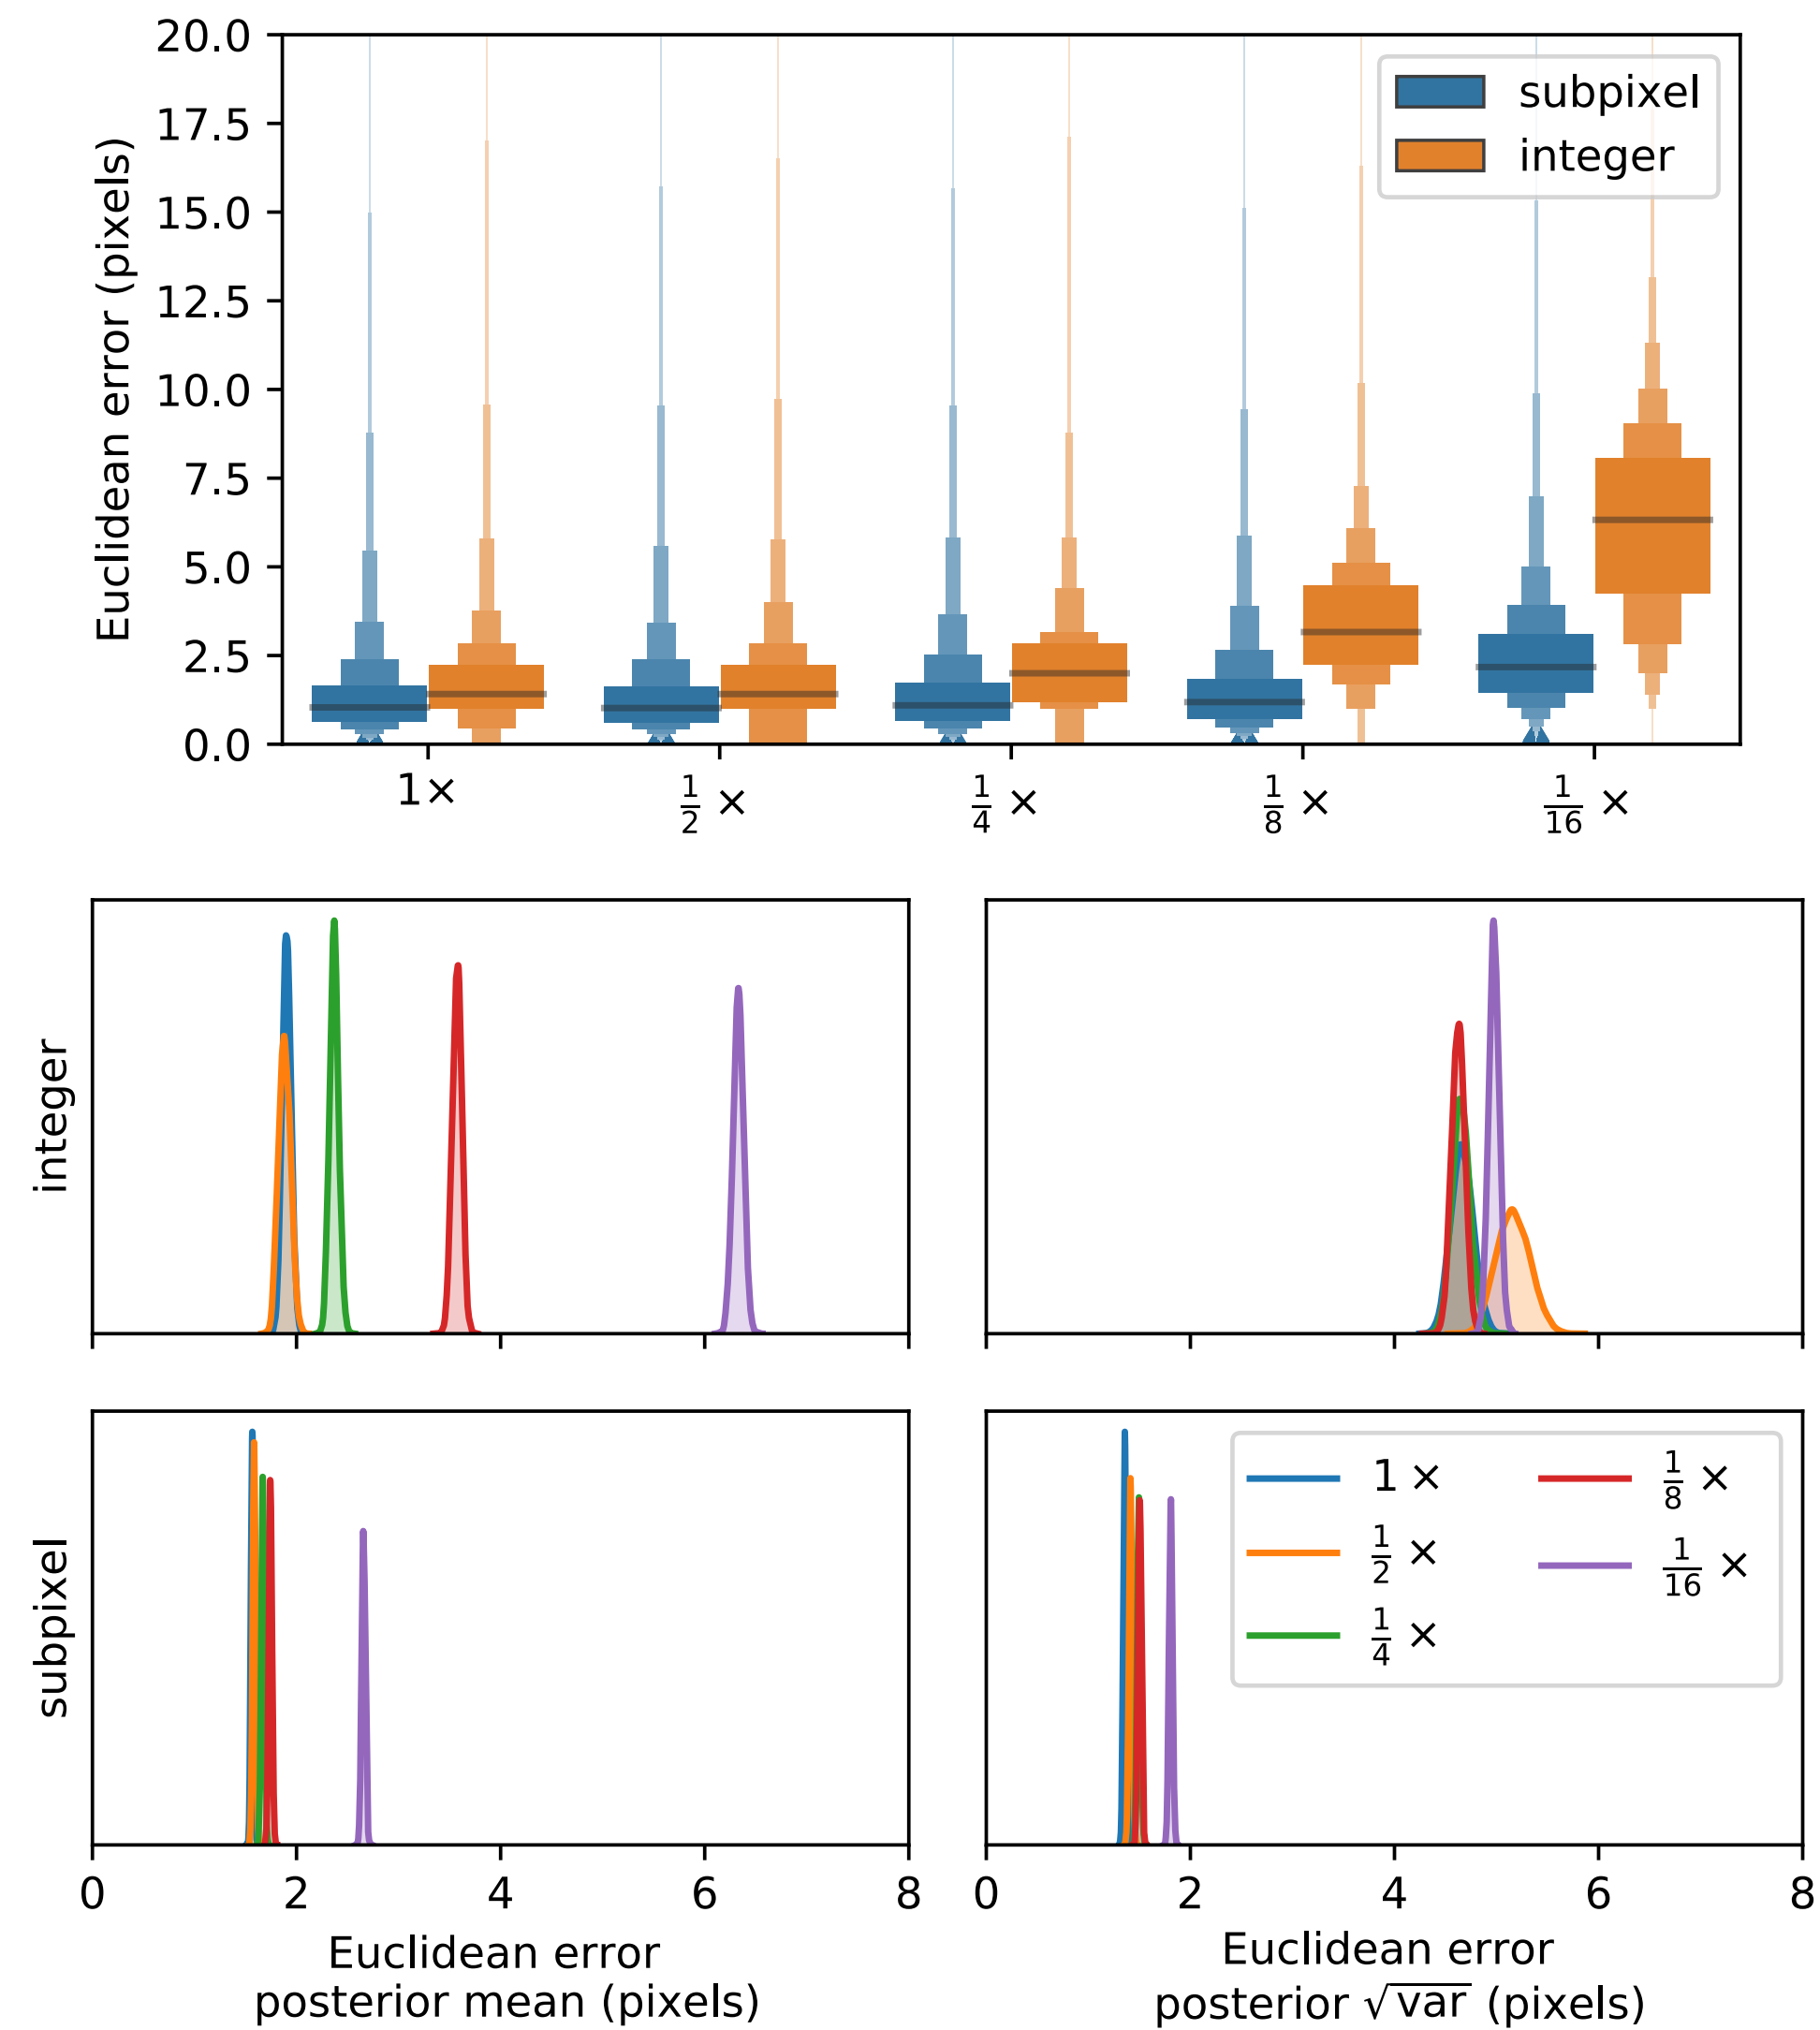 20.0
17.5
15.0
12.5
10.0
7.5
5.0
2.5
0.0
Euclidean error (pixels)
subpixel
integer
1×
1/2 ×
1/4 ×
1/8 ×
1/16 ×
integer
subpixel
1 ×
1/2 ×
1/4 ×
1/8 ×
1/16 ×
0 2 4 6 8
0 2 4 6 8
Euclidean error
posterior mean (pixels)
Euclidean error
posterior √var (pixels)